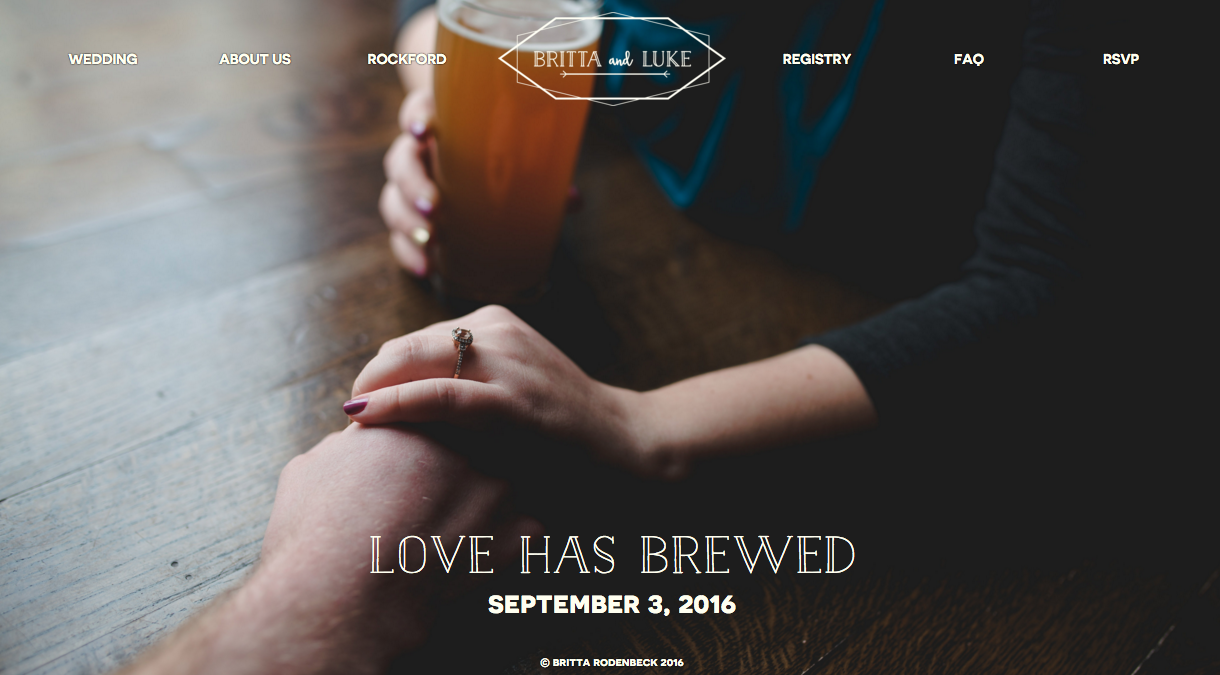 WEDDING
ABOUT US
ROCKFORD
BRITTA and LUKE
REGISTRY
FAQ
RSVP
LOVE HAS BREWED
SEPTEMBER 3, 2016
© BRITTA RODENBECK 2016